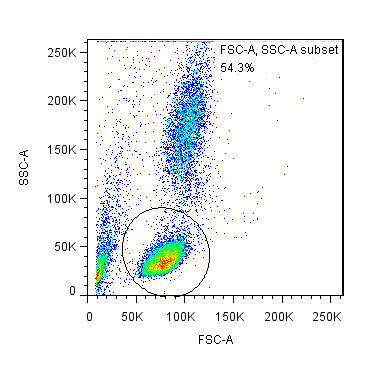 FSC-A, SSC-A subset
54.3%
250K
200K
150K
100K
50K
0
SSC-A
0 50K 100K 150K 200K 250K
FSC-A